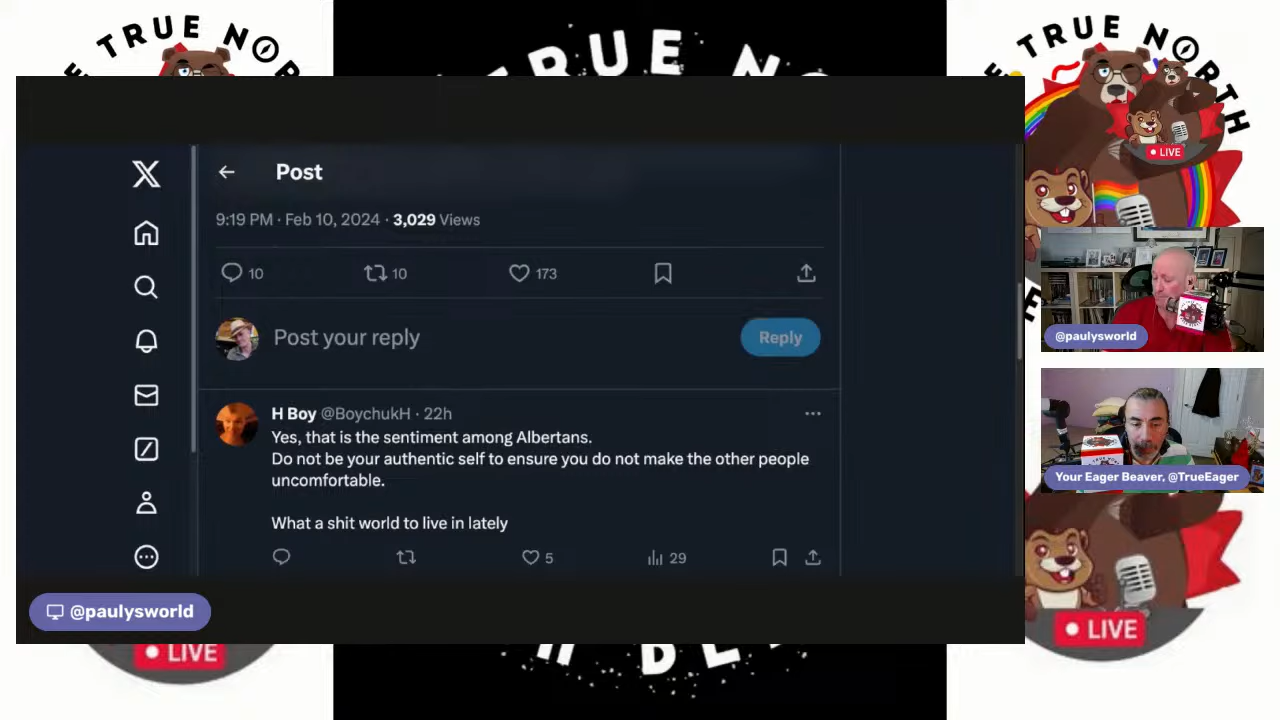 TRUE NO
TRUE NO
E TRUE NORTH
LIVE
Post
9:19 PM · Feb 10, 2024 · 3,029 Views
10
10
173
Post your reply
Reply
H Boy @BoychukH · 22h
Yes, that is the sentiment among Albertans.
Do not be your authentic self to ensure you do not make the other people
uncomfortable.
What a shit world to live in lately
5
29
@paulysworld
@paulysworld
Your Eager Beaver, @TrueEager
LIVE
LIVE